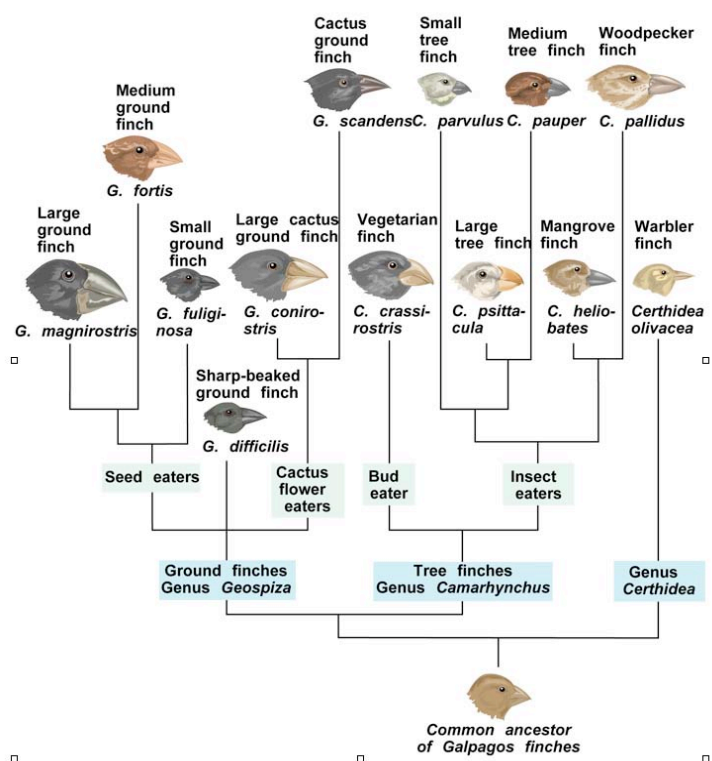 Cactus
ground
finch
G. scandens
Small
tree
finch
C. parvulus
Medium
tree finch
C. pauper
Woodpecker
finch
C. pallidus
Medium
ground
finch
G. fortis
Large
ground
finch
G. magnirostris
Small
ground
finch
G. fuligi-
nosa
Large cactus
ground finch
G. coniro-
stris
Vegetarian
finch
C. crassi-
rostris
Large
tree finch
C. psitta-
cula
Mangrove
finch
C. helio-
bates
Warbler
finch
Certhidea
olivacea
Sharp-beaked
ground finch
G. difficilis
Seed eaters
Cactus
flower
eaters
Bud
eater
Insect
eaters
Ground finches
Genus Geospiza
Tree finches
Genus Camarhynchus
Genus
Certhidea
Common ancestor
of Galpagos finches